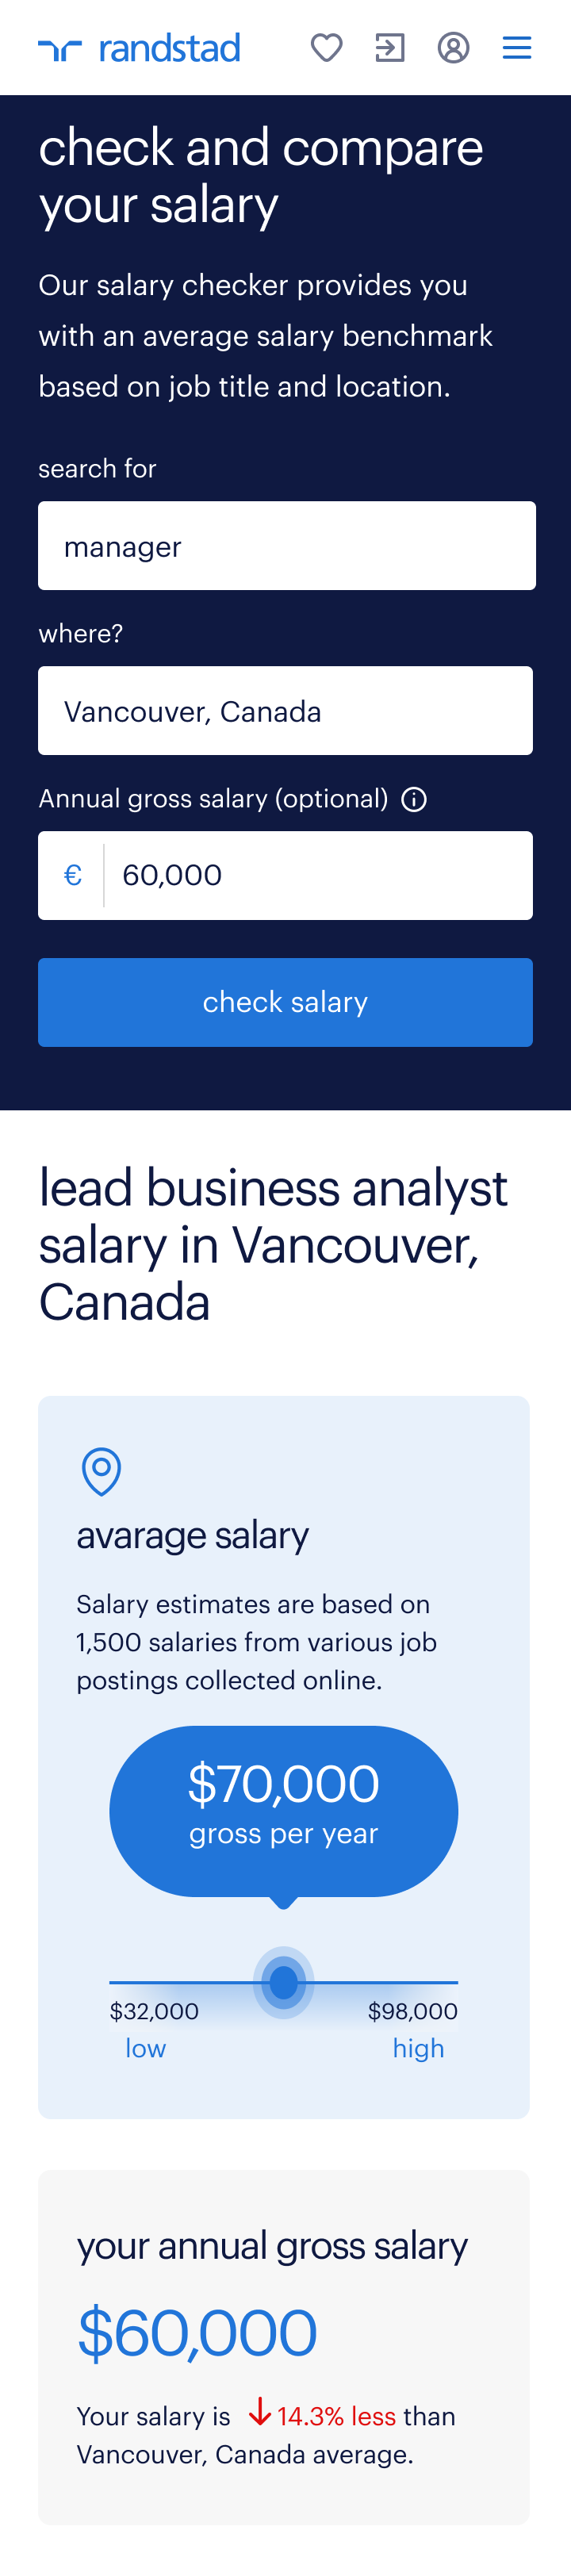 randstad
check and compare
your salary
Our salary checker provides you
with an average salary benchmark
based on job title and location.
search for
manager
where?
Vancouver, Canada
Annual gross salary (optional)
€ 60,000
check salary
lead business analyst
salary in Vancouver,
Canada
avarage salary
Salary estimates are based on
1,500 salaries from various job
postings collected online.
$70,000
gross per year
$32,000 $98,000
low high
your annual gross salary
$60,000
Your salary is ↓ 14.3% less than
Vancouver, Canada average.